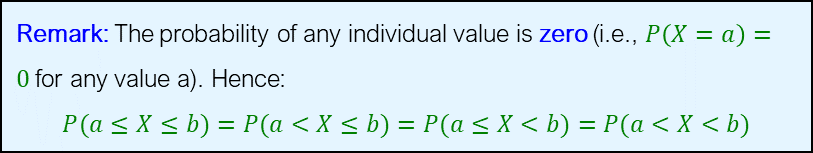 Remark: The probability of any individual value is zero (i.e., P(X = a) =
0 for any value a). Hence:
P(a ≤ X ≤ b) = P(a < X ≤ b) = P(a ≤ X < b) = P(a < X < b)